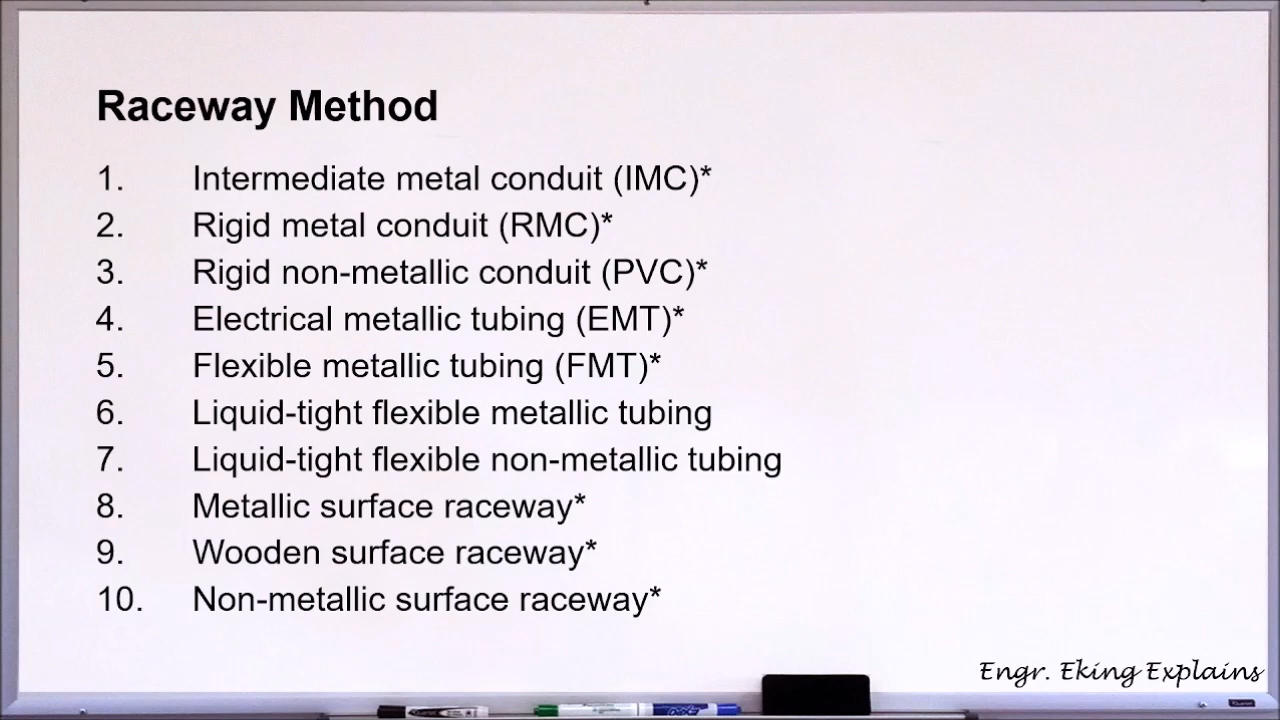 Raceway Method
1. Intermediate metal conduit (IMC)*
2. Rigid metal conduit (RMC)*
3. Rigid non-metallic conduit (PVC)*
4. Electrical metallic tubing (EMT)*
5. Flexible metallic tubing (FMT)*
6. Liquid-tight flexible metallic tubing
7. Liquid-tight flexible non-metallic tubing
8. Metallic surface raceway*
9. Wooden surface raceway*
10. Non-metallic surface raceway*
Engr. Eking Explains